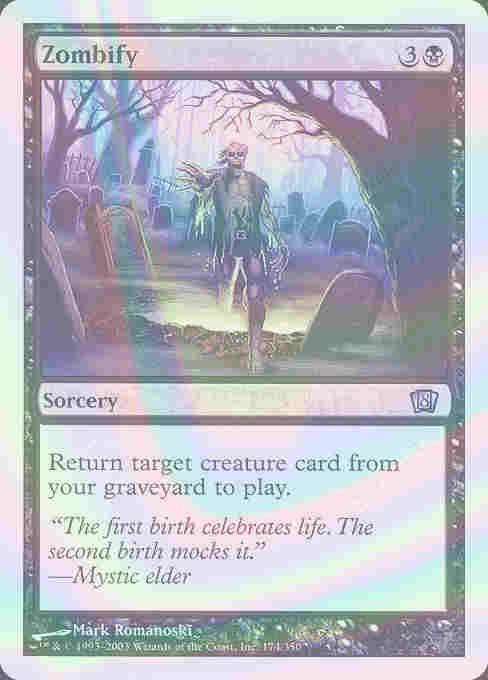 Zombify 3
Sorcery 8
Return target creature card from
your graveyard to play.
“The first birth celebrates life. The
second birth mocks it.”
—Mystic elder
Mark Romanoski
™ & © 1993–2003 Wizards of the Coast, Inc. 174/350